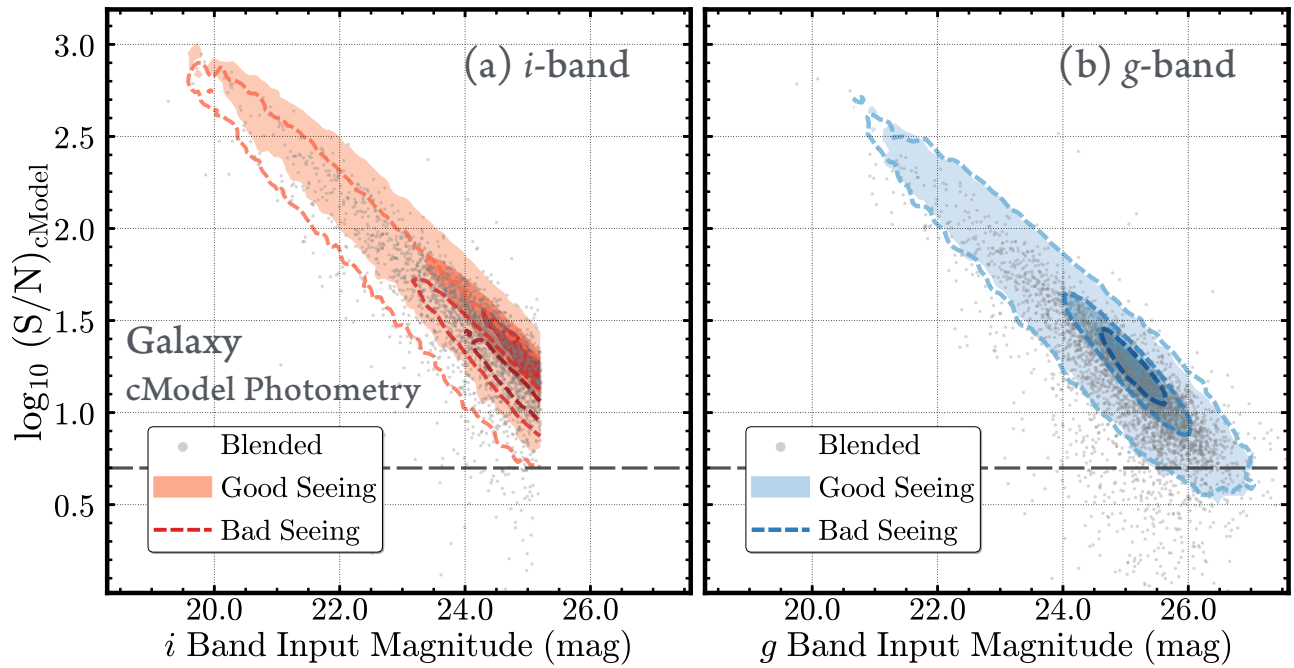 (a) i-band
(b) g-band
3.0
2.5
2.0
1.5
1.0
0.5
log10 (S/N)cModel
Galaxy
cModel Photometry
Blended
Good Seeing
Bad Seeing
Blended
Good Seeing
Bad Seeing
20.0 22.0 24.0 26.0
20.0 22.0 24.0 26.0
i Band Input Magnitude (mag)
g Band Input Magnitude (mag)